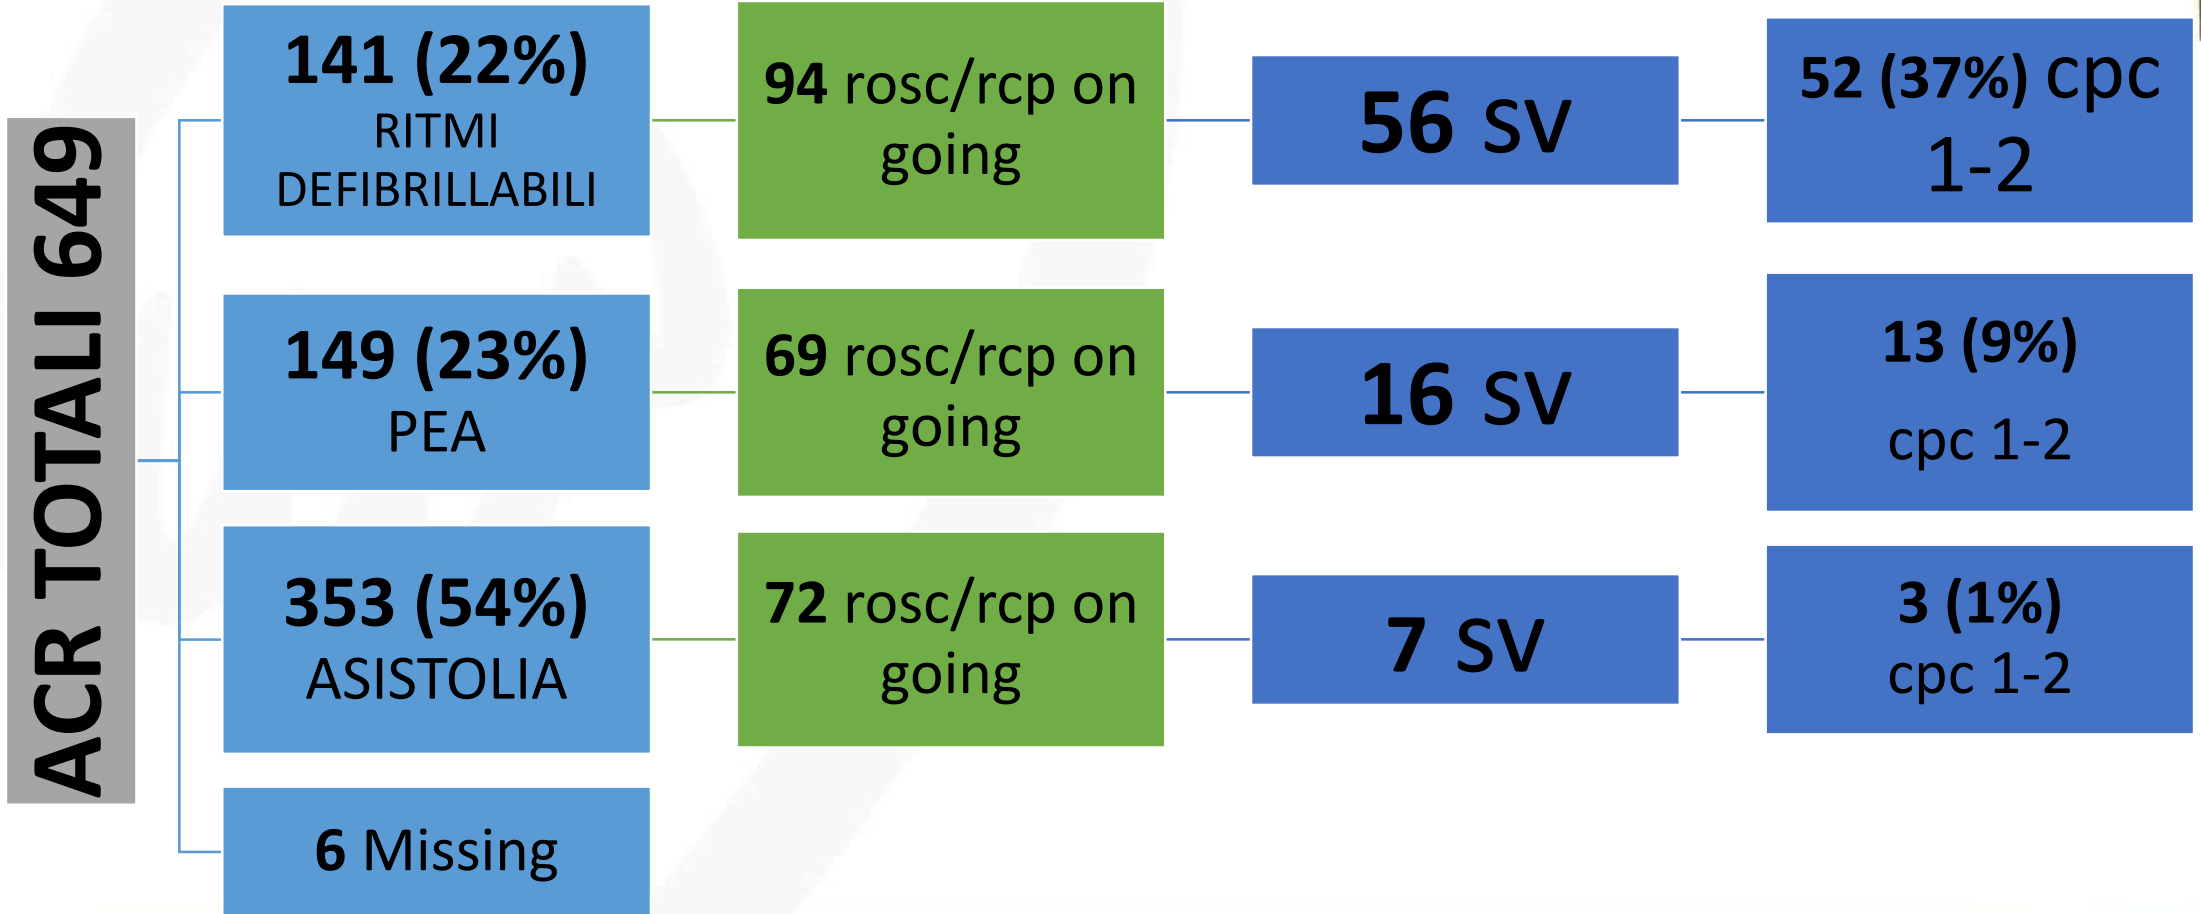 ACR TOTALI 649
141 (22%)
RITMI
DEFIBRILLABILI
94 rosc/rcp on
going
56 SV
52 (37%) cpc
1-2
149 (23%)
PEA
69 rosc/rcp on
going
16 SV
13 (9%)
cpc 1-2
353 (54%)
ASISTOLIA
72 rosc/rcp on
going
7 SV
3 (1%)
cpc 1-2
6 Missing